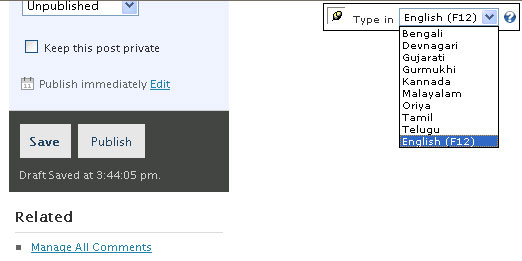 Unpublished
Keep this post private
Publish immediately Edit
Save Publish
Draft Saved at 3:44:05 pm.
Related
Manage All Comments
Type in English (F12) ?
Bengali
Devnagari
Gujarati
Gurmukhi
Kannada
Malayalam
Oriya
Tamil
Telugu
English (F12)